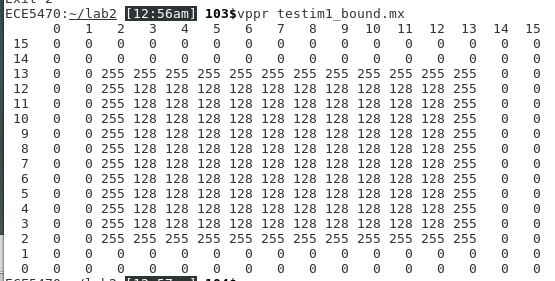 ECE5470:~/lab2 [12:56am] 103$vppr testim1_bound.mx
0 1 2 3 4 5 6 7 8 9 10 11 12 13 14 15
15 0 0 0 0 0 0 0 0 0 0 0 0 0 0 0 0
14 0 0 0 0 0 0 0 0 0 0 0 0 0 0 0 0
13 0 0 255 255 255 255 255 255 255 255 255 255 255 255 0 0
12 0 0 255 128 128 128 128 128 128 128 128 128 128 255 0 0
11 0 0 255 128 128 128 128 128 128 128 128 128 128 255 0 0
10 0 0 255 128 128 128 128 128 128 128 128 128 128 255 0 0
9 0 0 255 128 128 128 128 128 128 128 128 128 128 255 0 0
8 0 0 255 128 128 128 128 128 128 128 128 128 128 255 0 0
7 0 0 255 128 128 128 128 128 128 128 128 128 128 255 0 0
6 0 0 255 128 128 128 128 128 128 128 128 128 128 255 0 0
5 0 0 255 128 128 128 128 128 128 128 128 128 128 255 0 0
4 0 0 255 128 128 128 128 128 128 128 128 128 128 255 0 0
3 0 0 255 128 128 128 128 128 128 128 128 128 128 255 0 0
2 0 0 255 255 255 255 255 255 255 255 255 255 255 255 0 0
1 0 0 0 0 0 0 0 0 0 0 0 0 0 0 0 0
0 0 0 0 0 0 0 0 0 0 0 0 0 0 0 0 0